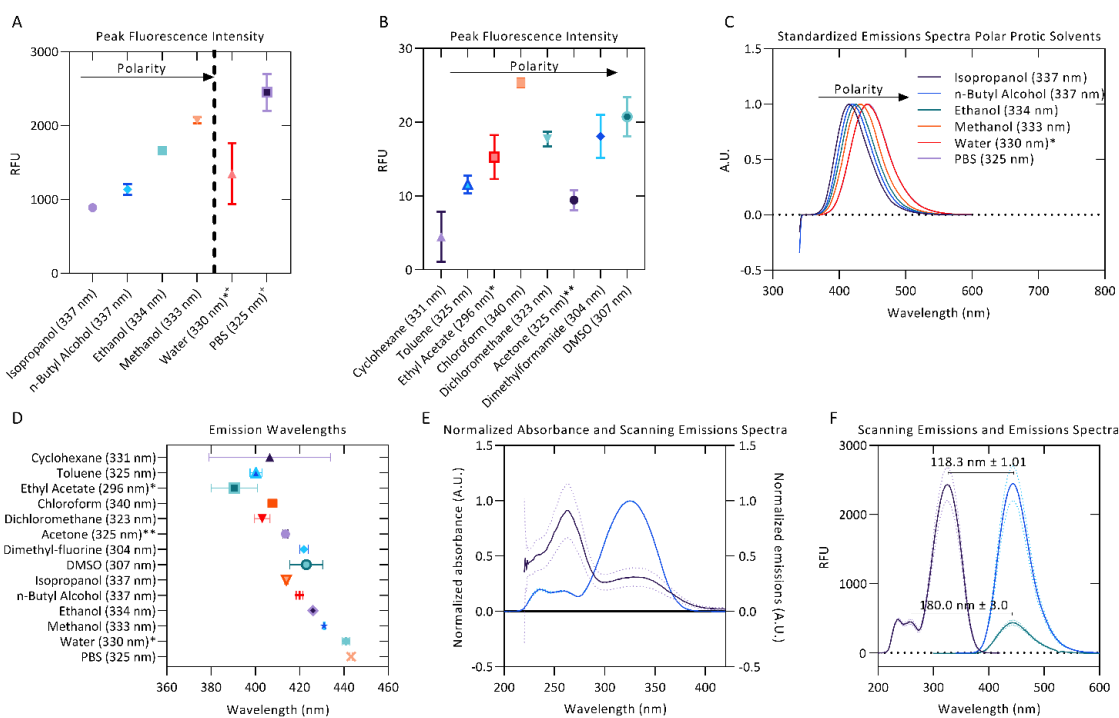 A
Peak Fluorescence Intensity
3000
2000
1000
0
RFU
Polarity
Isopropanol (337 nm)
n-Butyl Alcohol (337 nm)
Ethanol (334 nm)
Methanol (333 nm)
Water (330 nm)*⁺
PBS (325 nm)⁺
B
Peak Fluorescence Intensity
30
20
10
0
RFU
Polarity
Cyclohexane (331 nm)
Toluene (325 nm)
Ethyl Acetate (296 nm)*
Chloroform (340 nm)
Dichloromethane (323 nm)
Acetone (325 nm)**
Dimethylformamide (304 nm)
DMSO (307 nm)
C
Standardized Emissions Spectra Polar Protic Solvents
1.5
1.0
0.5
0.0
-0.5
A.U.
Polarity
Isopropanol (337 nm)
n-Butyl Alcohol (337 nm)
Ethanol (334 nm)
Methanol (333 nm)
Water (330 nm)*
PBS (325 nm)
300 400 500 600 700 800
Wavelength (nm)
D
Emission Wavelengths
Cyclohexane (331 nm)
Toluene (325 nm)
Ethyl Acetate (296 nm)*
Chloroform (340 nm)
Dichloromethane (323 nm)
Acetone (325 nm)**
Dimethyl-fluorine (304 nm)
DMSO (307 nm)
Isopropanol (337 nm)
n-Butyl Alcohol (337 nm)
Ethanol (334 nm)
Methanol (333 nm)
Water (330 nm)*
PBS (325 nm)
360 380 400 420 440 460
Wavelength (nm)
E
Normalized Absorbance and Scanning Emissions Spectra
1.5 1.5
1.0 1.0
0.5 0.5
0.0 0.0
-0.5 -0.5
Normalized absorbance (A.U.)
Normalized emissions (A.U.)
200 250 300 350 400
Wavelength (nm)
F
Scanning Emissions and Emissions Spectra
3000
2000
1000
0
RFU
118.3 nm ± 1.01
180.0 nm ± 3.0
200 300 400 500 600
Wavelength (nm)